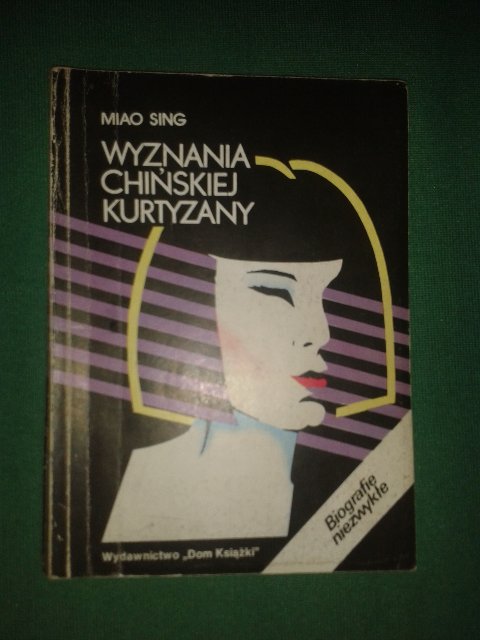 MIAO SING
WYZNANIA
CHIŃSKIEJ
KURTYZANY
Biografie
niezwykłe
Wydawnictwo „Dom Książki"